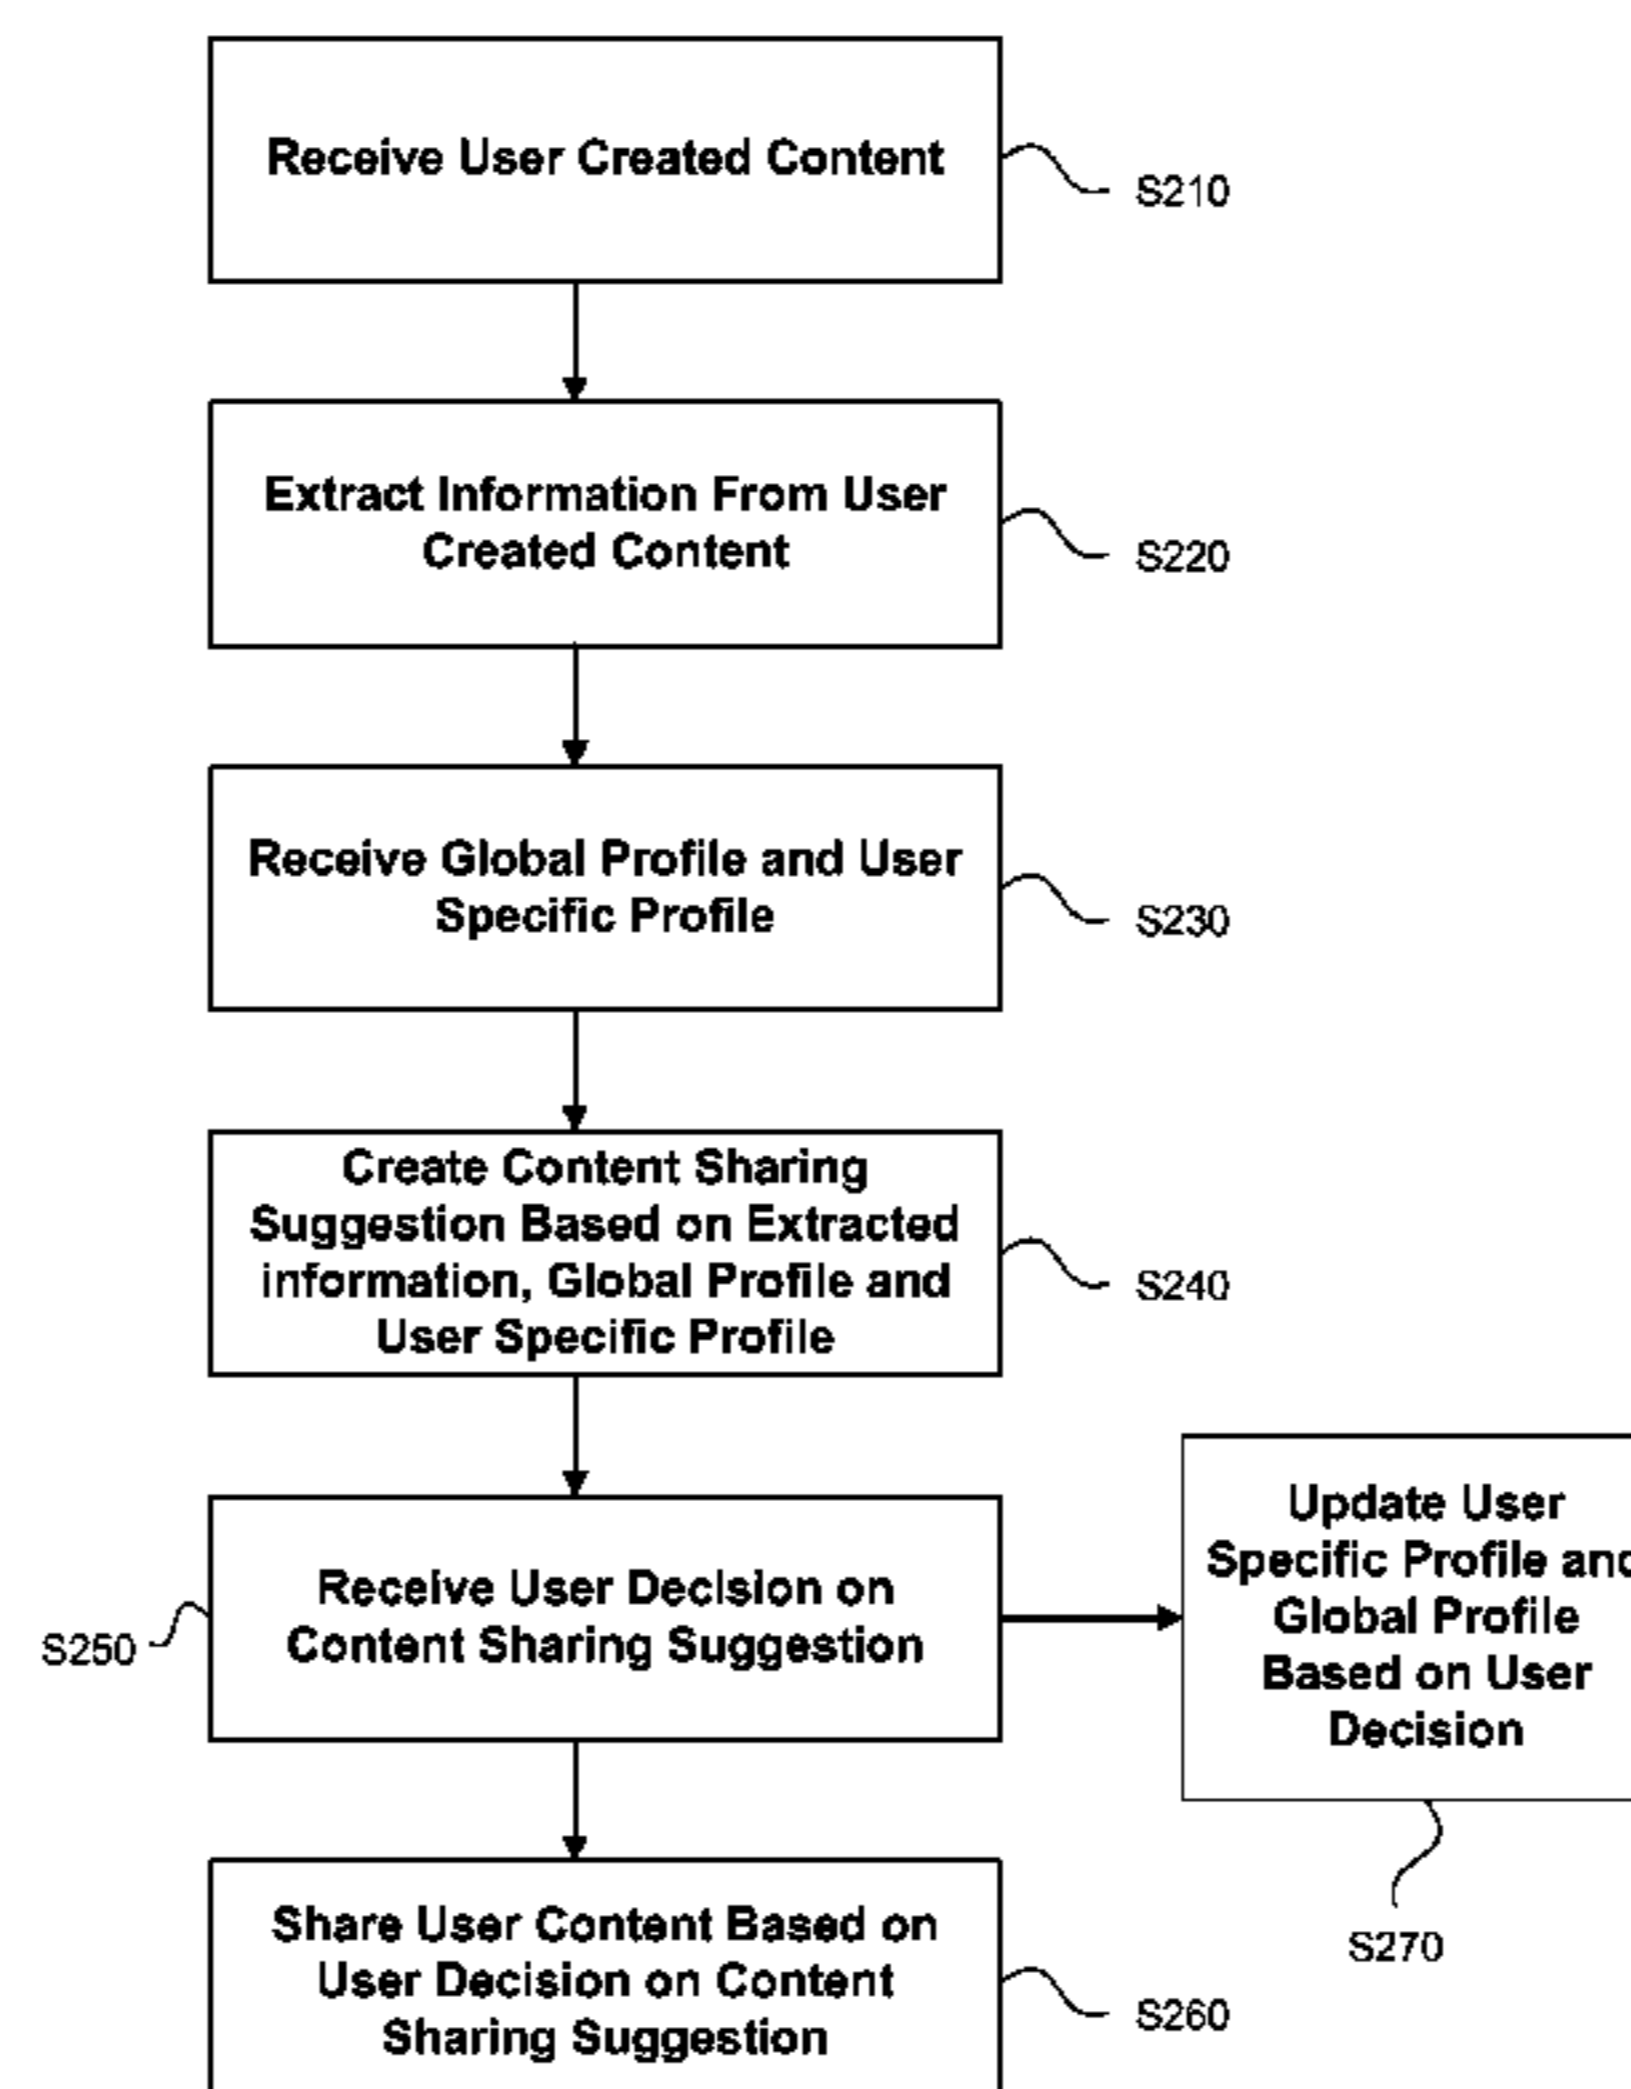 Receive User Created Content
S210
Extract Information From User
Created Content
S220
Receive Global Profile and User
Specific Profile
S230
Create Content Sharing
Suggestion Based on Extracted
information, Global Profile and
User Specific Profile
S240
Receive User Decision on
Content Sharing Suggestion
S250
Update User
Specific Profile and
Global Profile
Based on User
Decision
S270
Share User Content Based on
User Decision on Content
Sharing Suggestion
S260